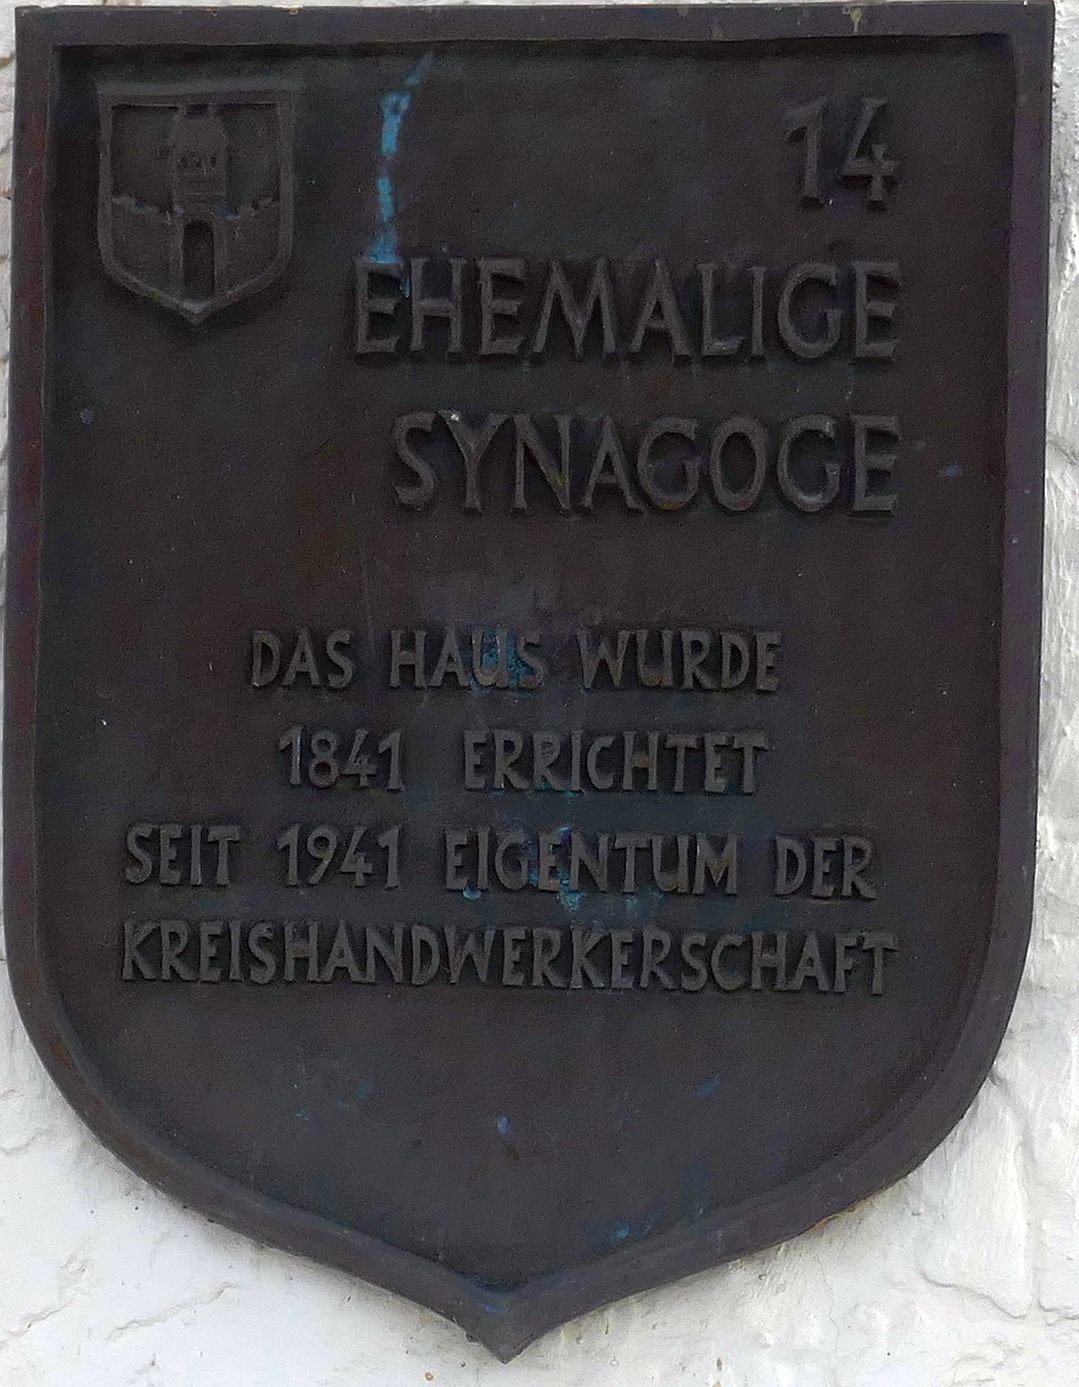 14
EHEMALIGE
SYNAGOGE
DAS HAUS WURDE
1841 ERRICHTET
SEIT 1941 EIGENTUM DER
KREISHANDWERKERSCHAFT